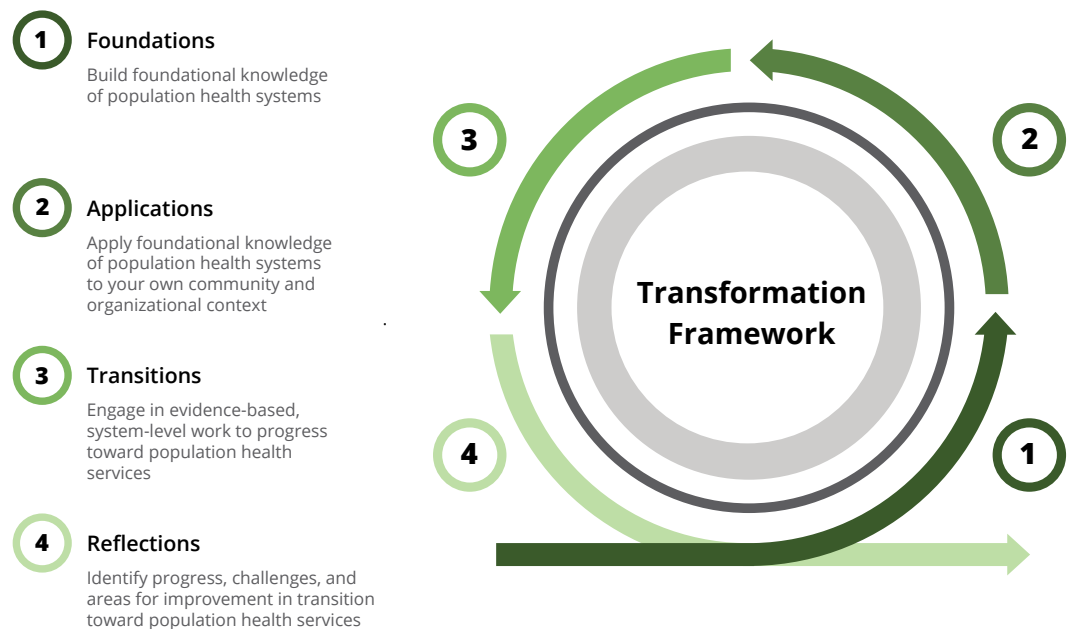 1
Foundations
Build foundational knowledge
of population health systems
2
Applications
Apply foundational knowledge
of population health systems
to your own community and
organizational context
.
3
Transitions
Engage in evidence-based,
system-level work to progress
toward population health
services
4
Reflections
Identify progress, challenges, and
areas for improvement in transition
toward population health services
3
2
Transformation
Framework
4
1